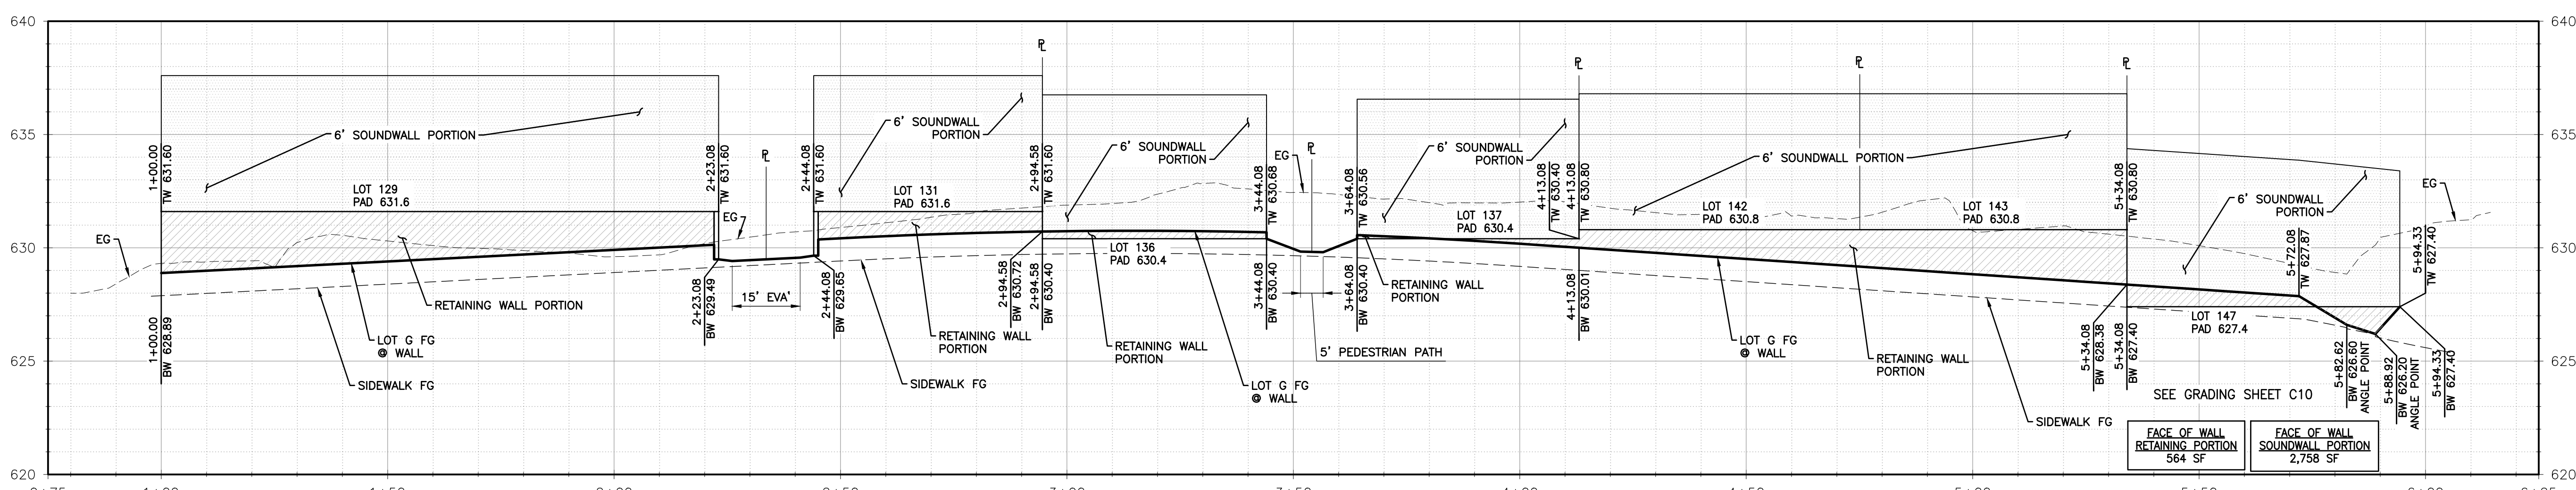 640
640
635
635
630
630
625
625
620
620
1+00.00
TW 631.60
6' SOUNDWALL PORTION
LOT 129
PAD 631.6
2+23.08
TW 631.60
PL
2+44.08
TW 631.60
6' SOUNDWALL
PORTION
LOT 131
PAD 631.6
PL
2+94.58
TW 631.60
6' SOUNDWALL
PORTION
3+44.08
TW 630.68
EG
PL
3+64.08
TW 630.56
6' SOUNDWALL
PORTION
LOT 137
PAD 630.4
4+13.08
TW 630.40
4+13.08
TW 630.80
PL
6' SOUNDWALL PORTION
LOT 142
PAD 630.8
PL
LOT 143
PAD 630.8
PL
5+34.08
TW 630.80
6' SOUNDWALL
PORTION
5+72.08
TW 627.87
EG
5+94.33
TW 627.40
EG
1+00.00
BW 628.89
RETAINING WALL PORTION
LOT G FG
@ WALL
SIDEWALK FG
EG
2+23.08
BW 629.49
15' EVA'
2+44.08
BW 629.65
RETAINING WALL
PORTION
SIDEWALK FG
2+94.58
BW 630.72
2+94.58
BW 630.40
LOT 136
PAD 630.4
RETAINING WALL
PORTION
LOT G FG
@ WALL
3+44.08
BW 630.40
5' PEDESTRIAN PATH
3+64.08
BW 630.40
RETAINING WALL
PORTION
4+13.08
BW 630.01
LOT G FG
@ WALL
RETAINING WALL
PORTION
SIDEWALK FG
5+34.08
BW 628.38
5+34.08
BW 627.40
LOT 147
PAD 627.4
5+82.62
BW 626.60
ANGLE POINT
5+88.92
BW 626.20
ANGLE POINT
5+94.33
BW 627.40
SEE GRADING SHEET C10
FACE OF WALL
RETAINING PORTION
564 SF
FACE OF WALL
SOUNDWALL PORTION
2,758 SF